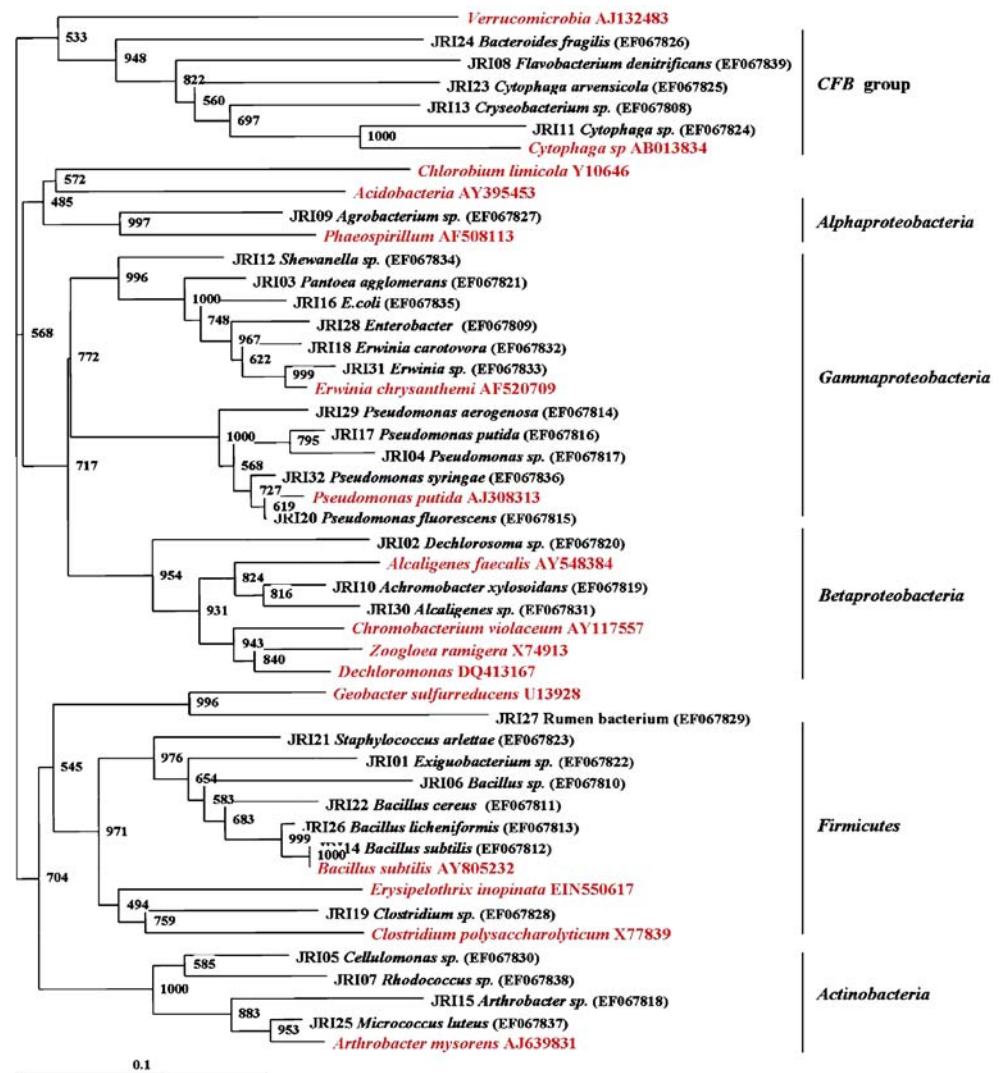 Verrucomicrobia AJ132483
533
JRI24 Bacteroides fragilis (EF067826)
948
JRI08 Flavobacterium denitrificans (EF067839)
822
JRI23 Cytophaga arvensicola (EF067825)
CFB group
560
JRI13 Cryseobacterium sp. (EF067808)
697
JRI11 Cytophaga sp. (EF067824)
1000
Cytophaga sp AB013834
Chlorobium limicola Y10646
572
Acidobacteria AY395453
485
JRI09 Agrobacterium sp. (EF067827)
997
Alphaproteobacteria
Phaeospirillum AF508113
JRI12 Shewanella sp. (EF067834)
996
JRI03 Pantoea agglomerans (EF067821)
1000
JRI16 E.coli (EF067835)
748
JRI28 Enterobacter (EF067809)
568
967
JRI18 Erwinia carotovora (EF067832)
772
622
JRI31 Erwinia sp. (EF067833)
999
Gammaproteobacteria
Erwinia chrysanthemi AF520709
JRI29 Pseudomonas aerogenosa (EF067814)
1000
JRI17 Pseudomonas putida (EF067816)
795
JRI04 Pseudomonas sp. (EF067817)
717
568
JRI32 Pseudomonas syringae (EF067836)
727
Pseudomonas putida AJ308313
619
JRI20 Pseudomonas fluorescens (EF067815)
JRI02 Dechlorosoma sp. (EF067820)
954
Alcaligenes faecalis AY548384
824
JRI10 Achromobacter xylosoidans (EF067819)
816
Betaproteobacteria
931
JRI30 Alcaligenes sp. (EF067831)
Chromobacterium violaceum AY117557
943
Zoogloea ramigera X74913
840
Dechloromonas DQ413167
Geobacter sulfurreducens U13928
996
JRI27 Rumen bacterium (EF067829)
JRI21 Staphylococcus arlettae (EF067823)
545
976
JRI01 Exiguobacterium sp. (EF067822)
654
JRI06 Bacillus sp. (EF067810)
583
JRI22 Bacillus cereus (EF067811)
683
971
JRI26 Bacillus licheniformis (EF067813)
Firmicutes
999
JRI14 Bacillus subtilis (EF067812)
1000
Bacillus subtilis AY805232
704
Erysipelothrix inopinata EIN550617
494
JRI19 Clostridium sp. (EF067828)
759
Clostridium polysaccharolyticum X77839
JRI05 Cellulomonas sp. (EF067830)
585
JRI07 Rhodococcus sp. (EF067838)
1000
JRI15 Arthrobacter sp. (EF067818)
Actinobacteria
883
JRI25 Micrococcus luteus (EF067837)
953
Arthrobacter mysorens AJ639831
0.1